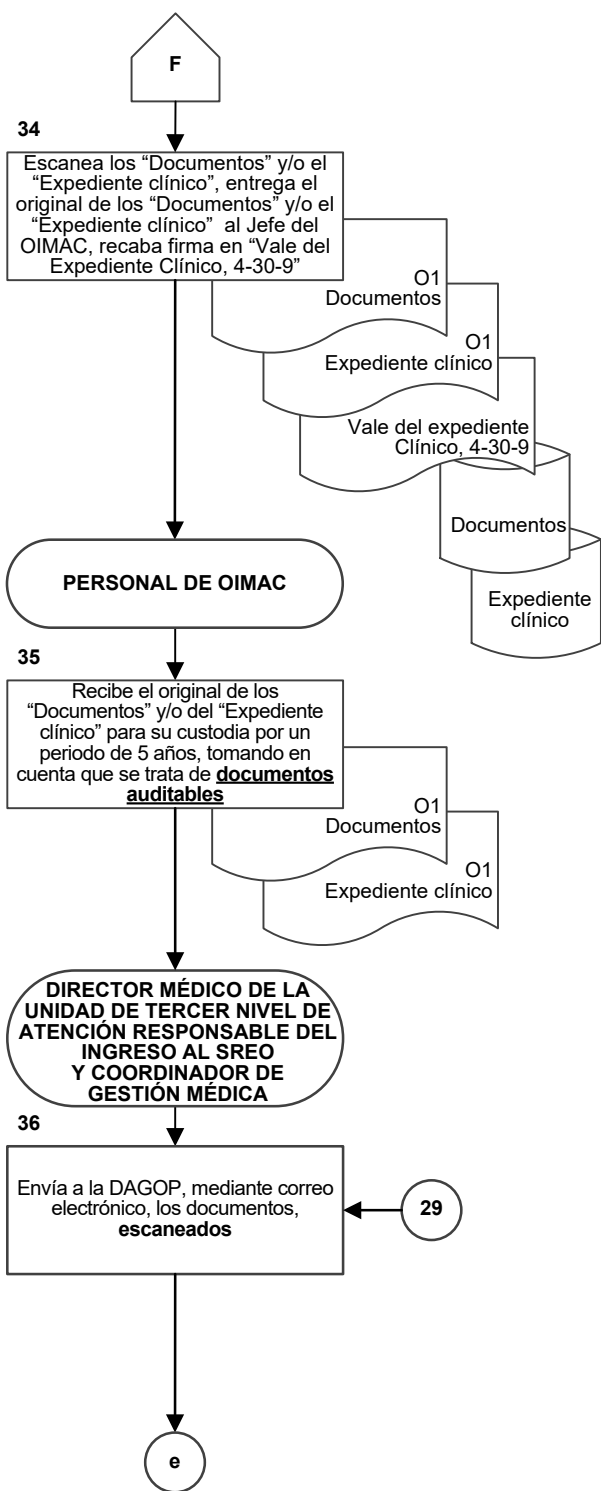 F
34
Escanea los “Documentos” y/o el
“Expediente clínico”, entrega el
original de los “Documentos” y/o el
“Expediente clínico” al Jefe del
OIMAC, recaba firma en “Vale del
Expediente Clínico, 4-30-9”
O1
Documentos
O1
Expediente clínico
Vale del expediente
Clínico, 4-30-9
Documentos
Expediente
clínico
PERSONAL DE OIMAC
35
Recibe el original de los
“Documentos” y/o del “Expediente
clínico” para su custodia por un
periodo de 5 años, tomando en
cuenta que se trata de documentos
auditables
O1
Documentos
O1
Expediente clínico
DIRECTOR MÉDICO DE LA
UNIDAD DE TERCER NIVEL DE
ATENCIÓN RESPONSABLE DEL
INGRESO AL SREO
Y COORDINADOR DE
GESTIÓN MÉDICA
36
Envía a la DAGOP, mediante correo
electrónico, los documentos,
escaneados
29
e